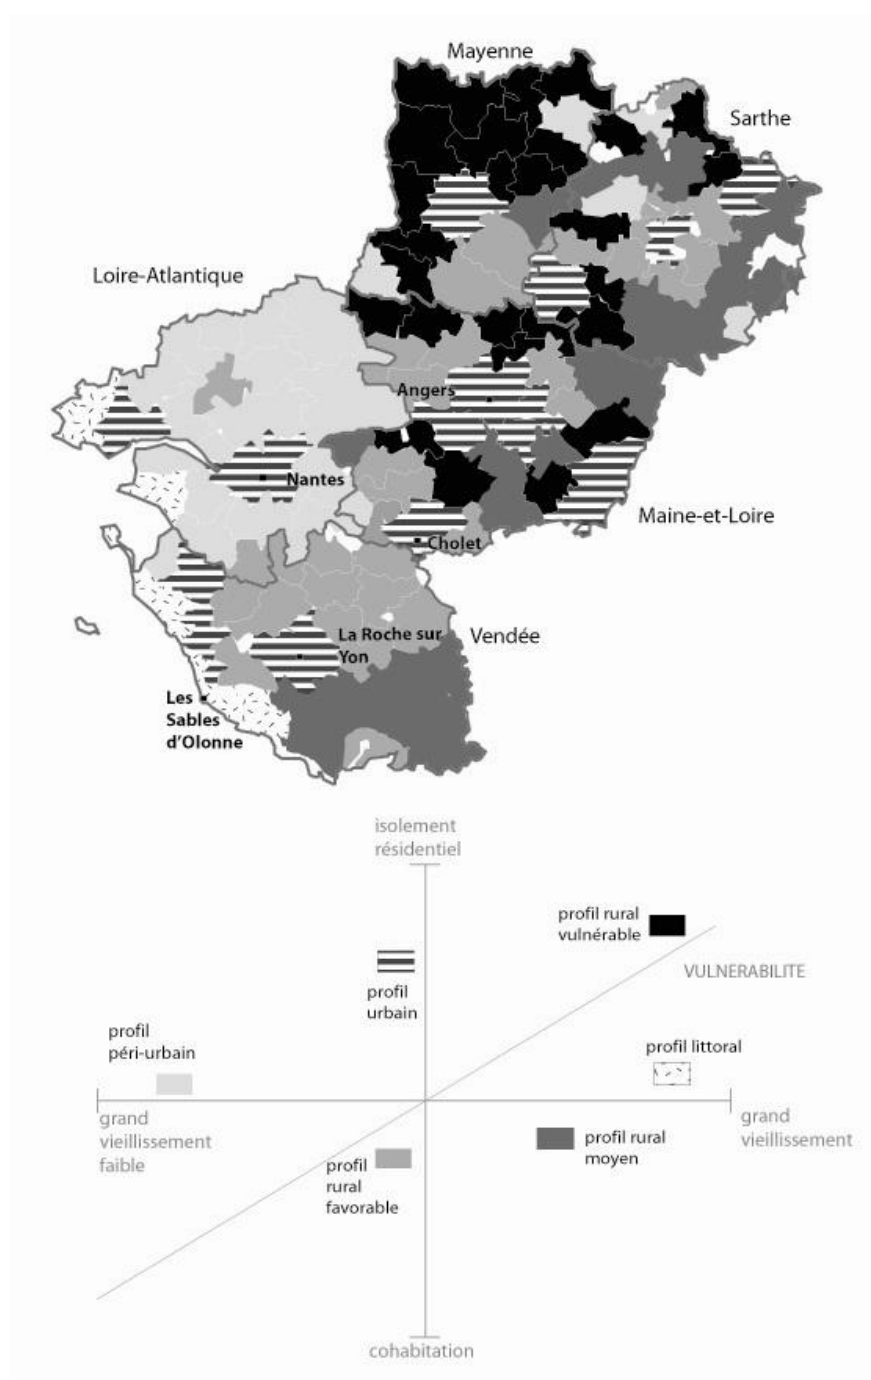 Mayenne
Sarthe
Loire-Atlantique
Angers
Nantes
Maine-et-Loire
Cholet
La Roche sur
Yon
Vendée
Les
Sables
d'Olonne
isolement
résidentiel
profil rural
vulnérable
VULNERABILITE
profil
urbain
profil
péri-urbain
profil littoral
grand
vieillissement
faible
grand
vieillissement
profil rural
moyen
profil
rural
favorable
cohabitation